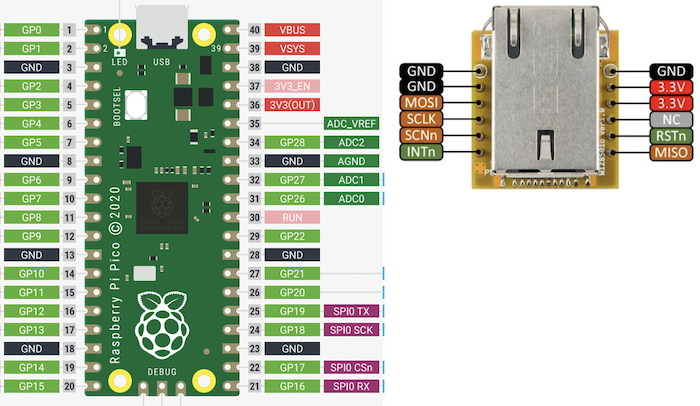 GP0 1 1 40 VBUS
GP1 2 2 LED USB 39 39 VSYS
GND 3 38 GND
GP2 4 37 3V3_EN
GP3 5 BOOTSEL 36 3V3(OUT)
GP4 6 35 ADC_VREF
GP5 7 34 GP28 ADC2
GND 8 33 GND AGND
GP6 9 32 GP27 ADC1
GP7 10 31 GP26 ADC0
GP8 11 30 RUN
GP9 12 29 GP22
GND 13 28 GND
GP10 14 27 GP21
GP11 15 26 GP20
GP12 16 25 GP19 SPI0 TX
GP13 17 24 GP18 SPI0 SCK
GND 18 23 GND
GP14 19 22 GP17 SPI0 CSn
GP15 20 21 GP16 SPI0 RX
Raspberry Pi Pico © 2020
DEBUG
GND GND
GND 3.3V
MOSI 3.3V
SCLK NC
SCNn RSTn
INTn MISO